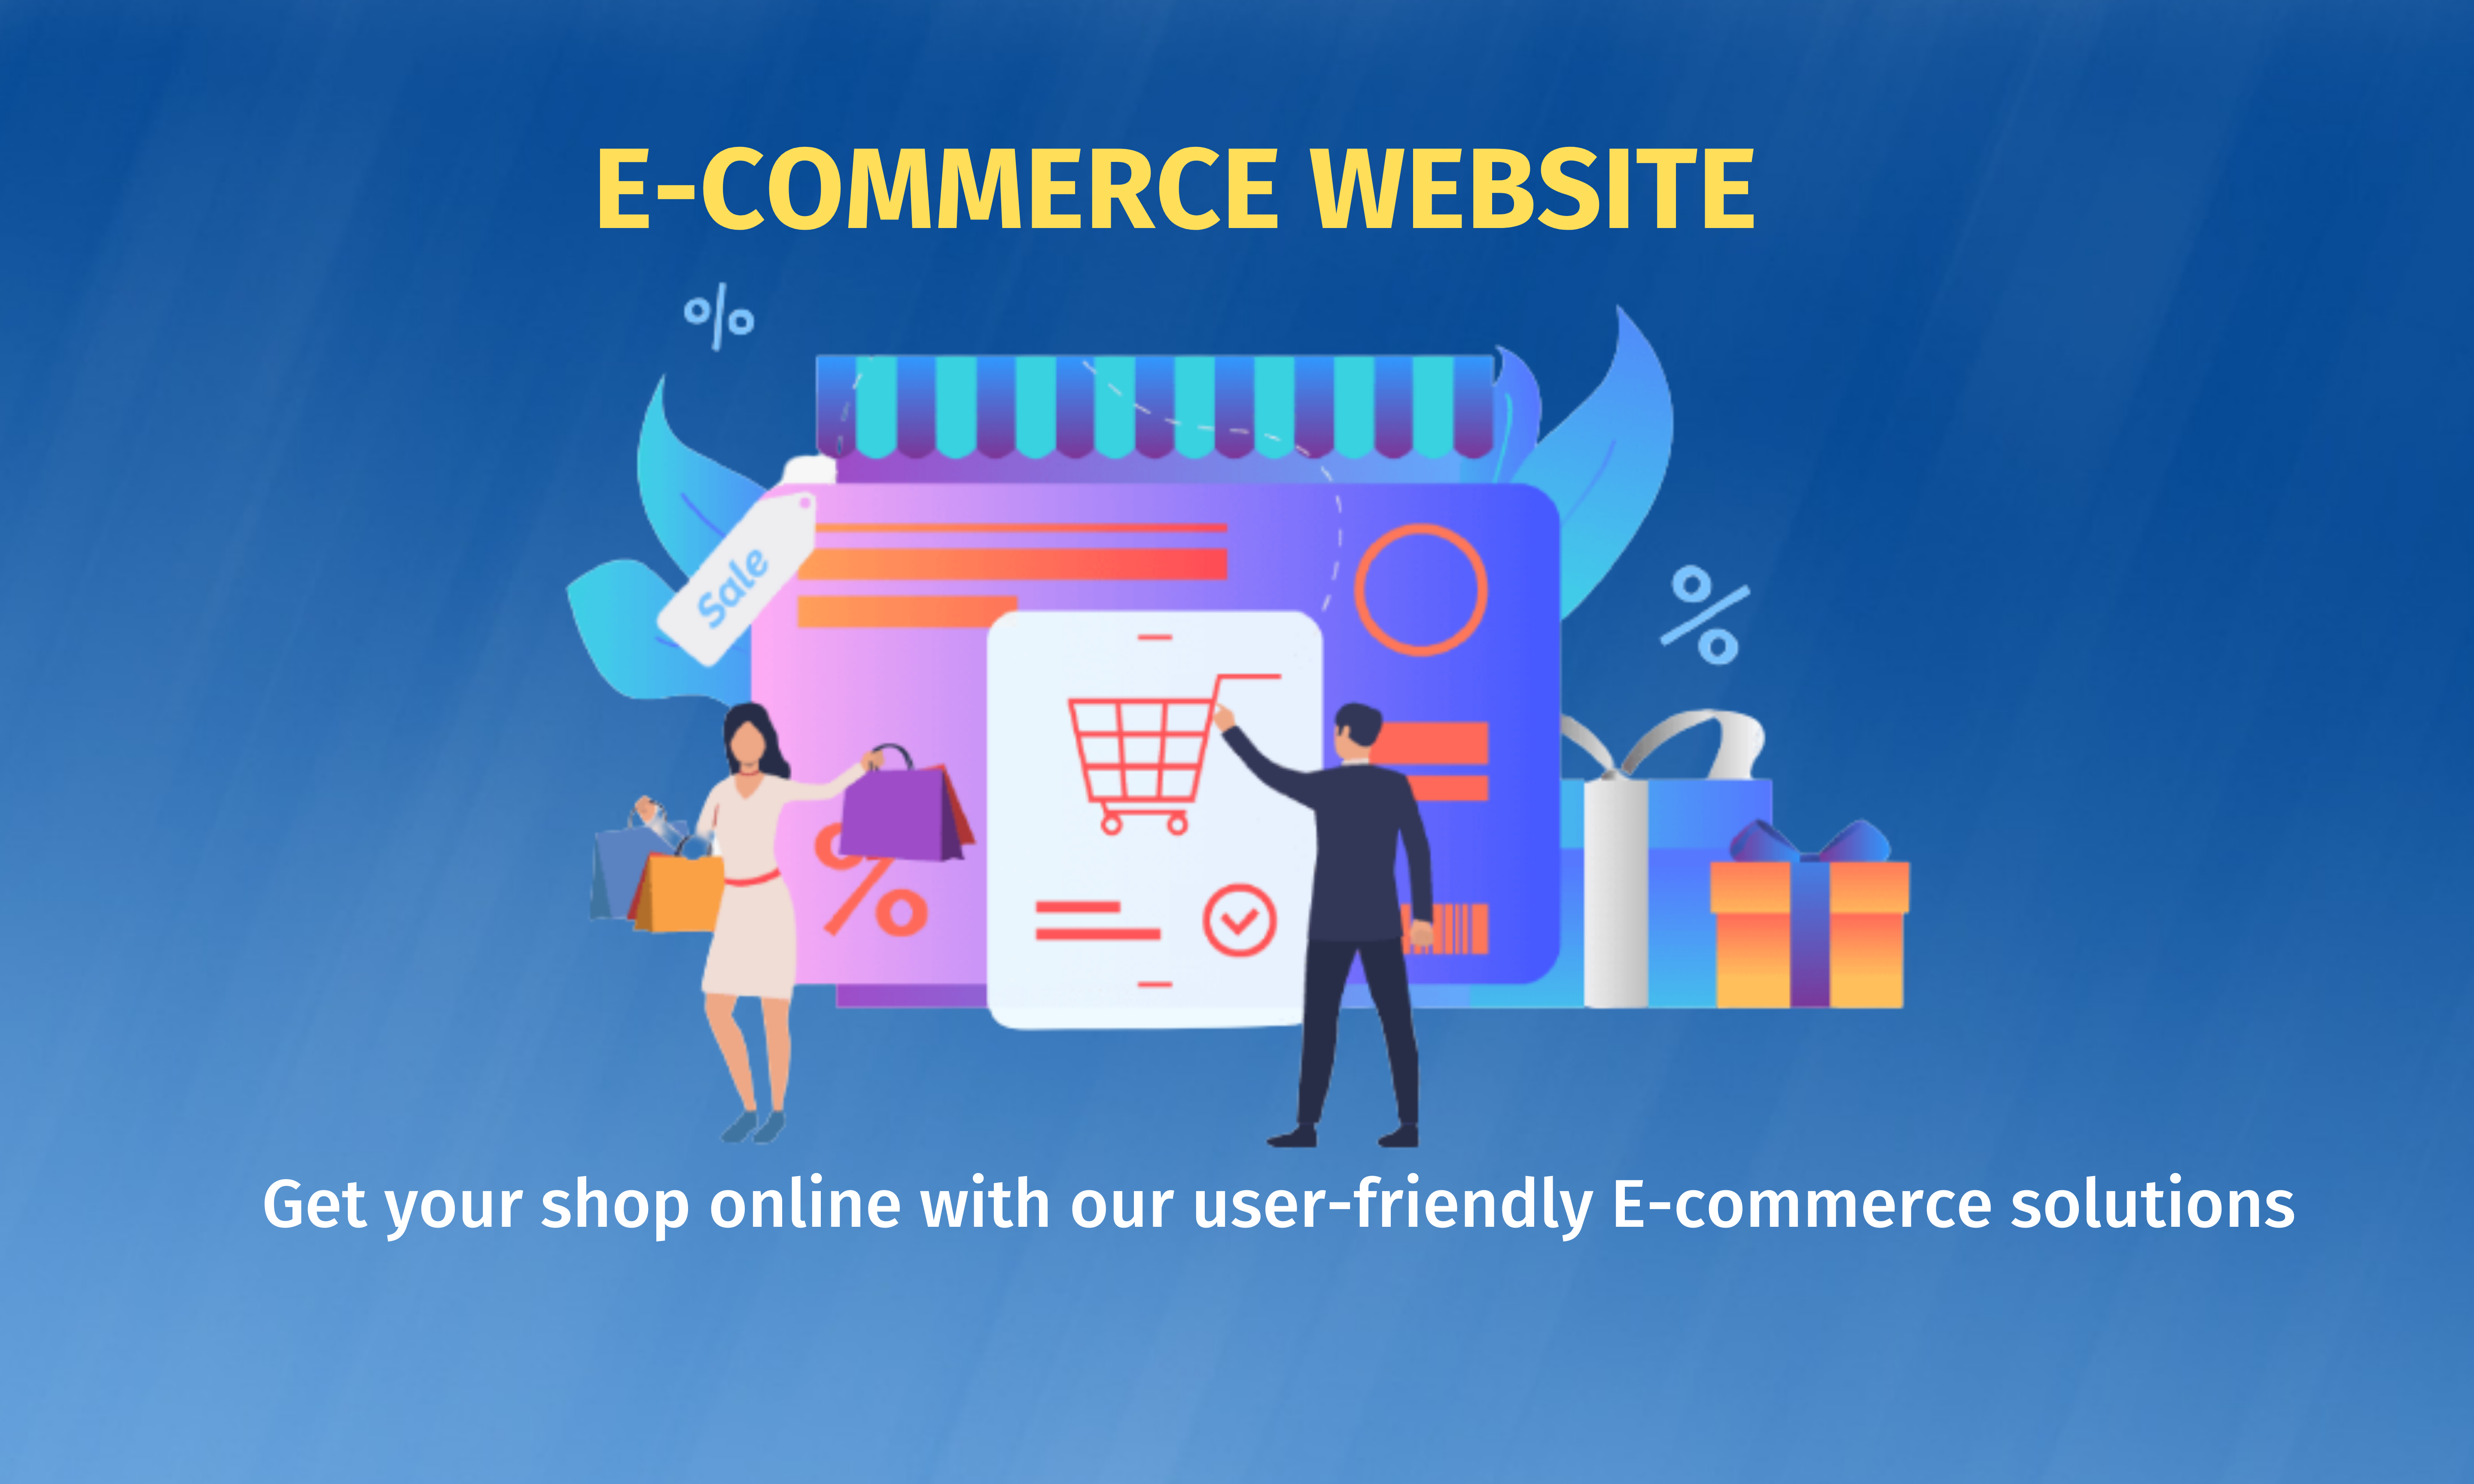 E-COMMERCE WEBSITE
%
Sale
%
%
Get your shop online with our user-friendly E-commerce solutions